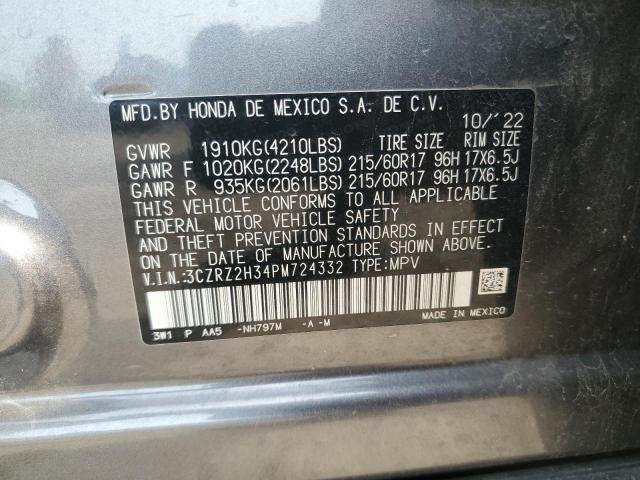 MFD.BY HONDA DE MEXICO S.A. DE C.V.
10/'22
GVWR 1910KG(4210LBS) TIRE SIZE RIM SIZE
GAWR F 1020KG(2248LBS) 215/60R17 96H 17X6.5J
GAWR R 935KG(2061LBS) 215/60R17 96H 17X6.5J
THIS VEHICLE CONFORMS TO ALL APPLICABLE
FEDERAL MOTOR VEHICLE SAFETY
AND THEFT PREVENTION STANDARDS IN EFFECT
ON THE DATE OF MANUFACTURE SHOWN ABOVE.
V.I.N.:3CZRZ2H34PM724332 TYPE:MPV
3W1 P AA5 -NH797M -A -M MADE IN MEXICO